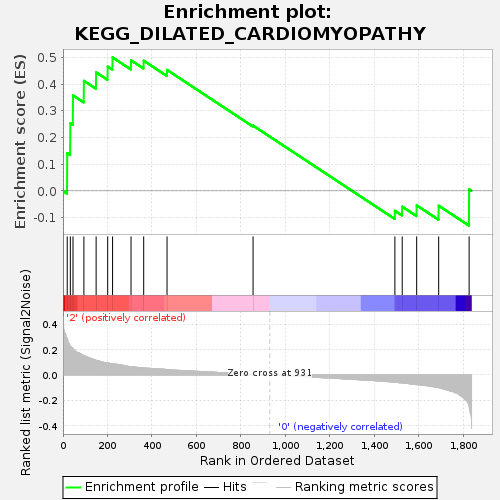 Enrichment plot:
KEGG_DILATED_CARDIOMYOPATHY
Enrichment score (ES)
0.5
0.4
0.3
0.2
0.1
0.0
-0.1
Ranked list metric (Signal2Noise)
'2' (positively correlated)
0.4
0.2
0.0
-0.2
-0.4
Zero cross at 931
'0' (negatively correlated)
0 200 400 600 800 1,000 1,200 1,400 1,600 1,800
Rank in Ordered Dataset
Enrichment profile Hits Ranking metric scores